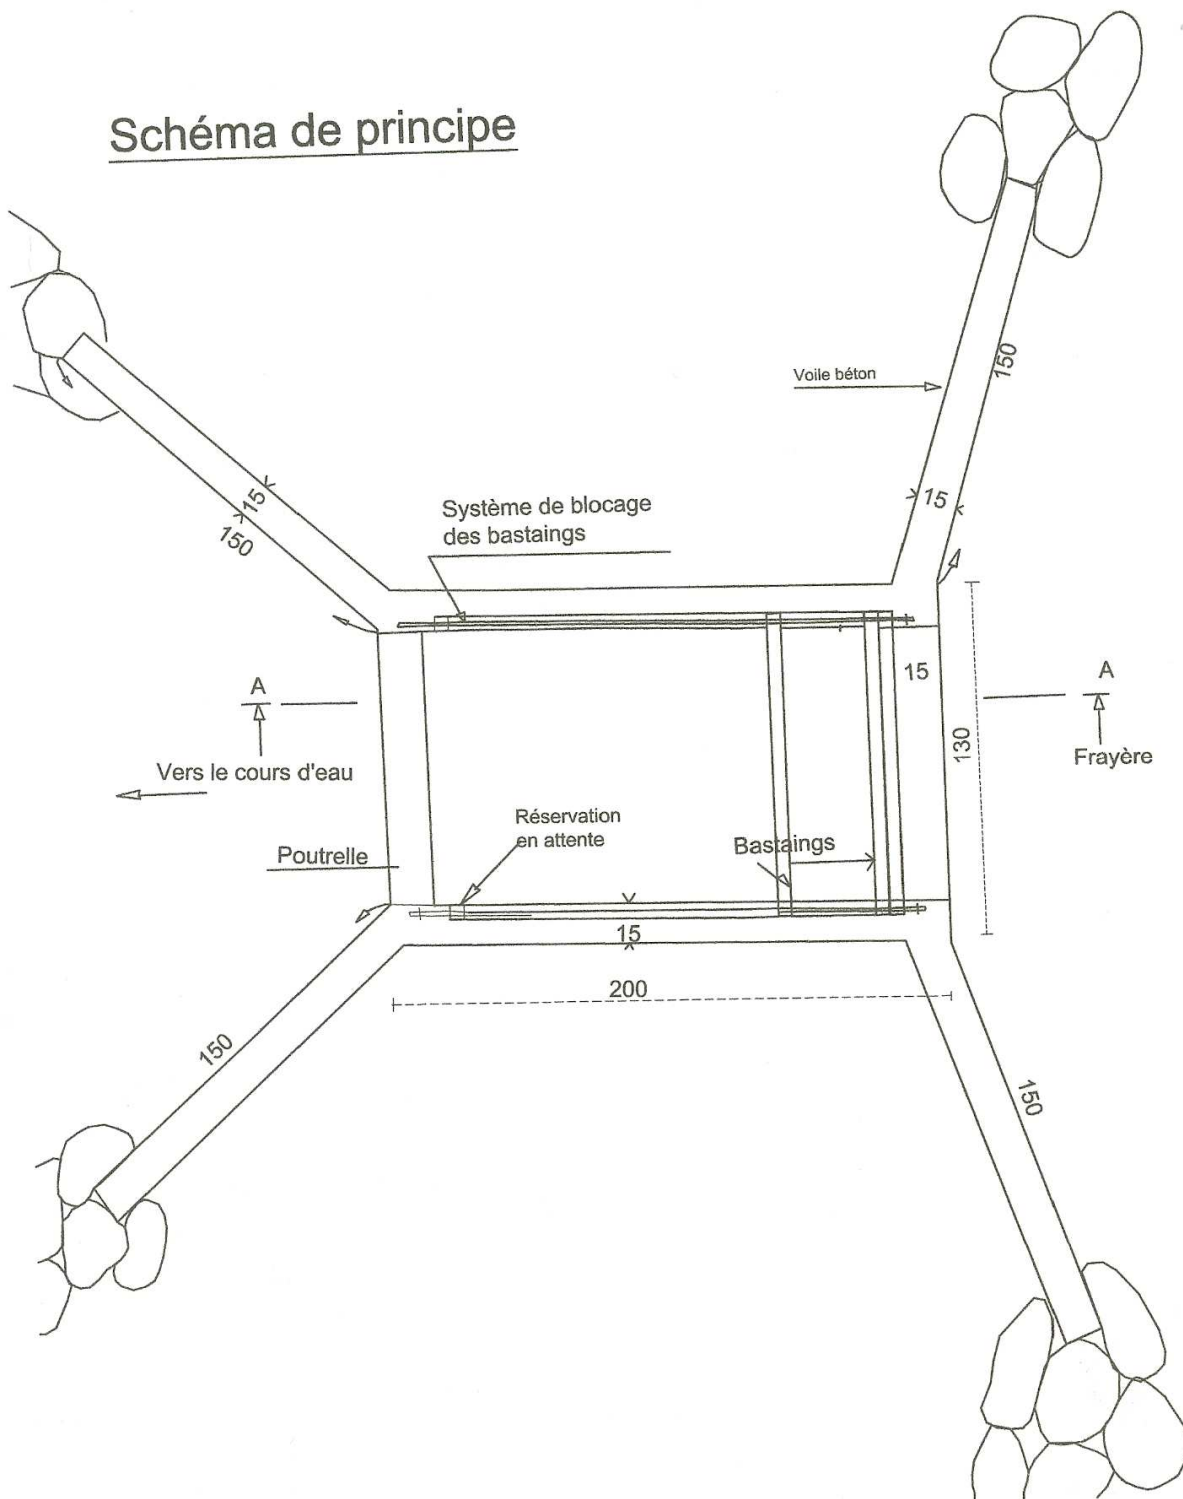 Schéma de principe
Voile béton
150
15
15
150
Système de blocage
des bastaings
15
A
A
130
Frayère
Vers le cours d'eau
Réservation
en attente
Bastaings
Poutrelle
15
200
150
150